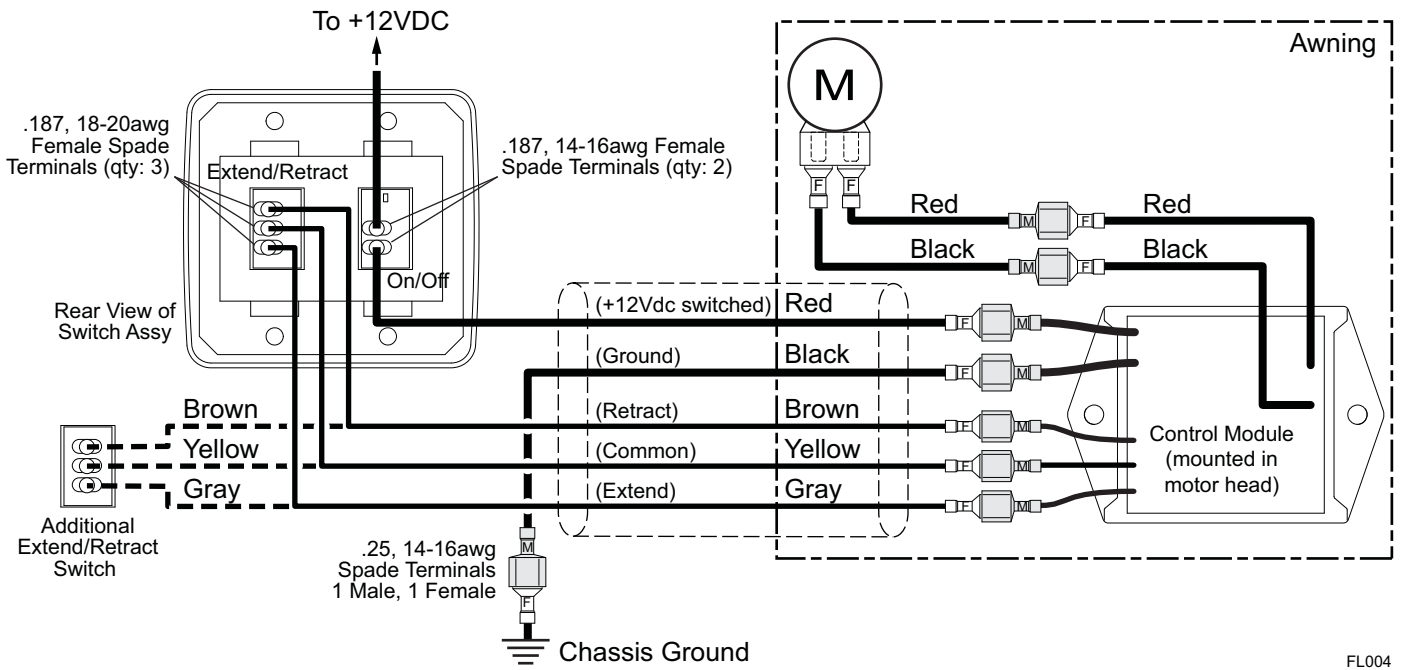 To +12VDC
Awning
M
.187, 18-20awg
Female Spade
Terminals (qty: 3)
.187, 14-16awg Female
Spade Terminals (qty: 2)
Extend/Retract
On/Off
Rear View of
Switch Assy
F F
Red M F Red
Black M F Black
(+12Vdc switched) Red F M
(Ground) Black F M
(Retract) Brown F M
(Common) Yellow F M
(Extend) Gray F M
Control Module
(mounted in
motor head)
Brown
Yellow
Gray
Additional
Extend/Retract
Switch
.25, 14-16awg
Spade Terminals
1 Male, 1 Female
M
F
Chassis Ground
FL004